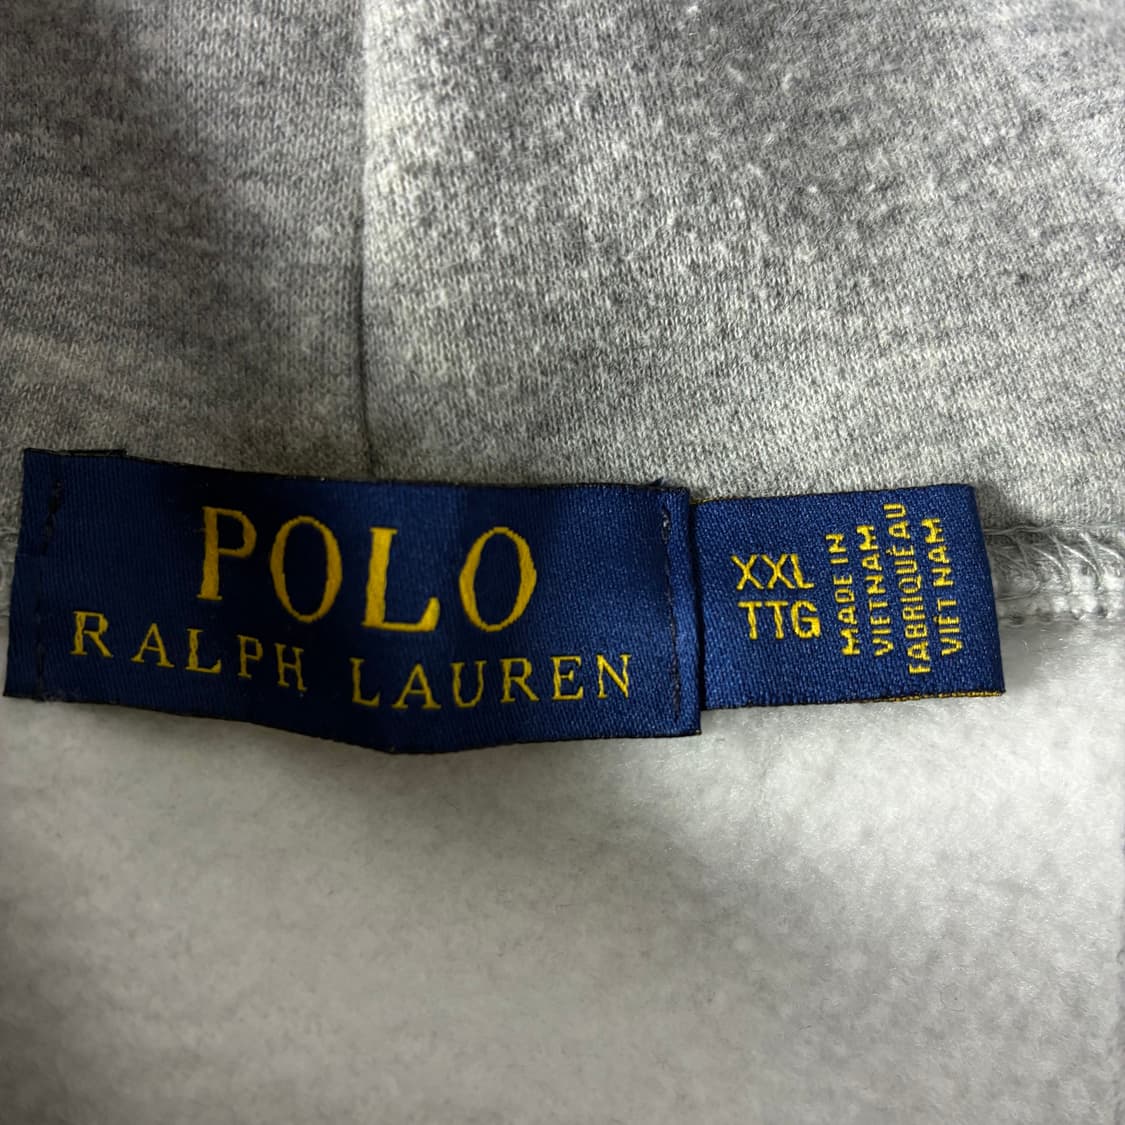 POLO
RALPH LAUREN
XXL
TTG
MADE IN
VIETNAM
FABRIQUÉ AU
VIET NAM